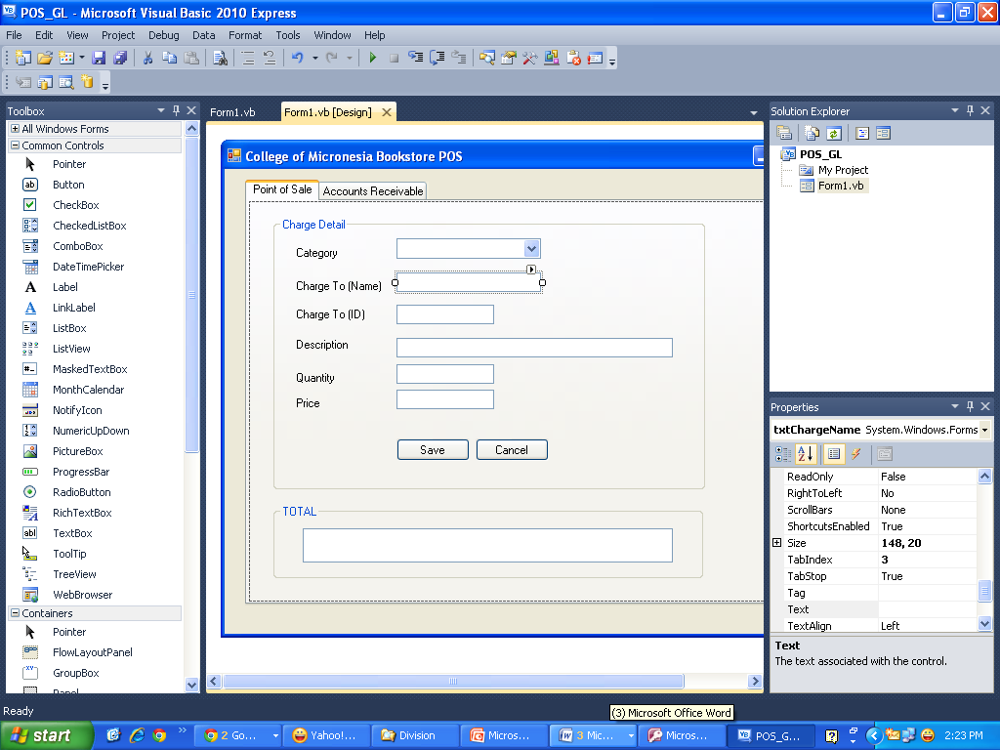 POS_GL - Microsoft Visual Basic 2010 Express
File Edit View Project Debug Data Format Tools Window Help
Toolbox
All Windows Forms
Common Controls
Pointer
Button
CheckBox
CheckedListBox
ComboBox
DateTimePicker
Label
LinkLabel
ListBox
ListView
MaskedTextBox
MonthCalendar
NotifyIcon
NumericUpDown
PictureBox
ProgressBar
RadioButton
RichTextBox
TextBox
ToolTip
TreeView
WebBrowser
Containers
Pointer
FlowLayoutPanel
GroupBox
Panel
Form1.vb Form1.vb [Design]
College of Micronesia Bookstore POS
Point of Sale Accounts Receivable
Charge Detail
Category
Charge To (Name)
Charge To (ID)
Description
Quantity
Price
Save Cancel
TOTAL
Solution Explorer
POS_GL
My Project
Form1.vb
Properties
txtChargeName System.Windows.Forms
ReadOnly False
RightToLeft No
ScrollBars None
ShortcutsEnabled True
Size 148, 20
TabIndex 3
TabStop True
Tag
Text
TextAlign Left
Text
The text associated with the control.
Ready
(3) Microsoft Office Word
start 2 Go... Yahoo!... Division Micros... 3 Mic... Micros... POS_G... 2:23 PM